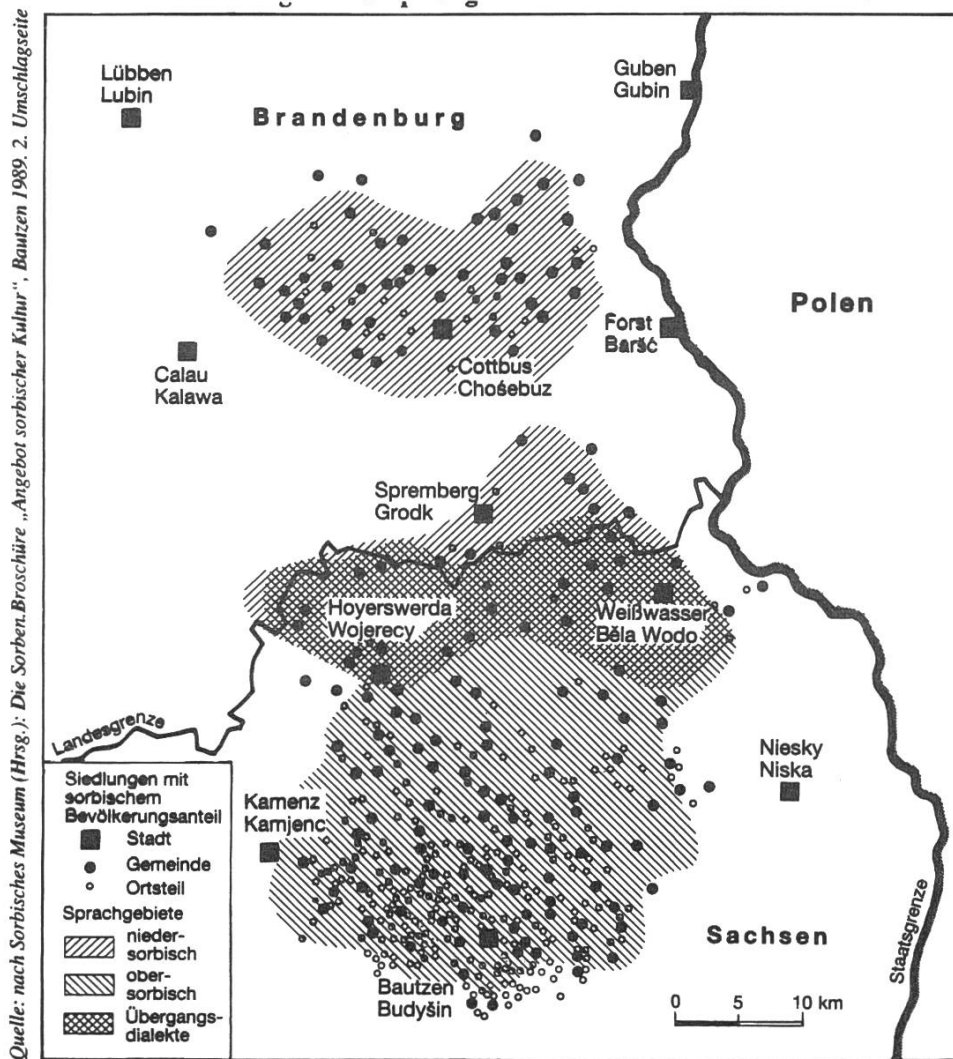 Quelle: nach Sorbisches Museum (Hrsg.): Die Sorben. Broschüre „Angebot sorbischer Kultur", Bautzen 1989. 2. Umschlagseite
Lübben
Lubin
Guben
Gubin
Brandenburg
Polen
Forst
Baršć
Calau
Kalawa
Cottbus
Chośebuz
Spremberg
Grodk
Hoyerswerda
Wojerecy
Weißwasser
Běla Wodo
Landesgrenze
Niesky
Niska
Kamenz
Kamjenc
Siedlungen mit
sorbischem
Bevölkerungsanteil
Stadt
Gemeinde
Ortsteil
Sprachgebiete
nieder-
sorbisch
ober-
sorbisch
Übergangs-
dialekte
Sachsen
Staatsgrenze
Bautzen
Budyšin
0 5 10 km